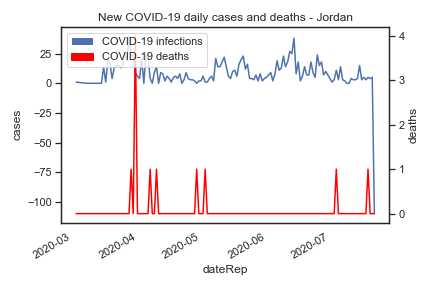 New COVID-19 daily cases and deaths - Jordan
COVID-19 infections
COVID-19 deaths
25
0
−25
−50
−75
−100
cases
4
3
2
1
0
deaths
2020-03
2020-04
2020-05
2020-06
2020-07
dateRep